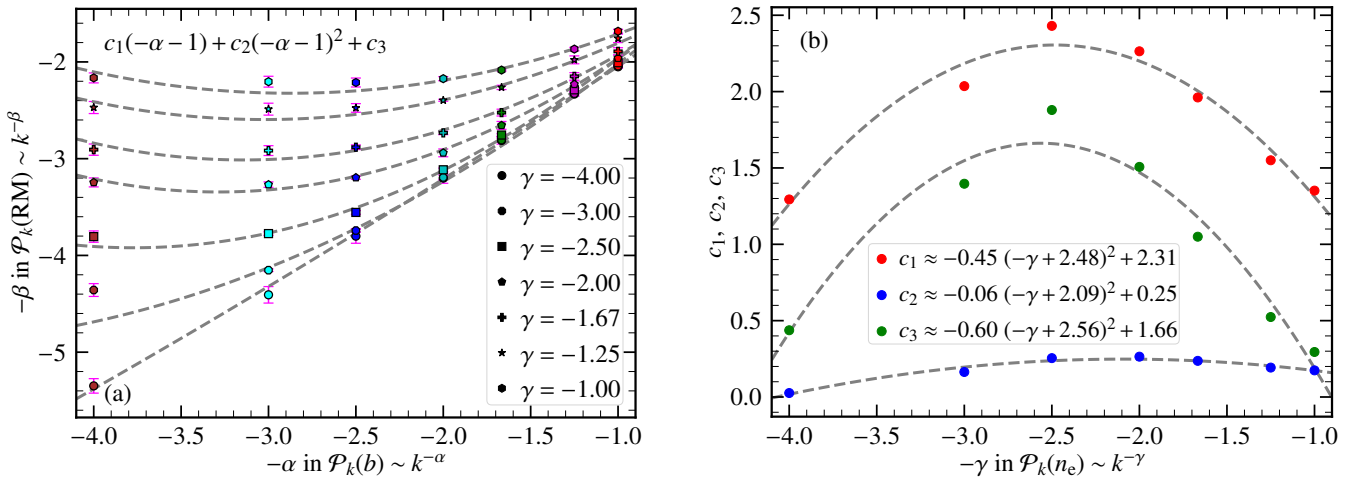 c₁(−α − 1) + c₂(−α − 1)² + c₃
(a)
−β in 𝒫ₖ(RM) ~ k^−β
−2
−3
−4
−5
γ = −4.00
γ = −3.00
γ = −2.50
γ = −2.00
γ = −1.67
γ = −1.25
γ = −1.00
−4.0 −3.5 −3.0 −2.5 −2.0 −1.5 −1.0
−α in 𝒫ₖ(b) ~ k^−α
(b)
c₁, c₂, c₃
2.5
2.0
1.5
1.0
0.5
0.0
c₁ ≈ −0.45 (−γ + 2.48)² + 2.31
c₂ ≈ −0.06 (−γ + 2.09)² + 0.25
c₃ ≈ −0.60 (−γ + 2.56)² + 1.66
−4.0 −3.5 −3.0 −2.5 −2.0 −1.5 −1.0
−γ in 𝒫ₖ(nₑ) ~ k^−γ